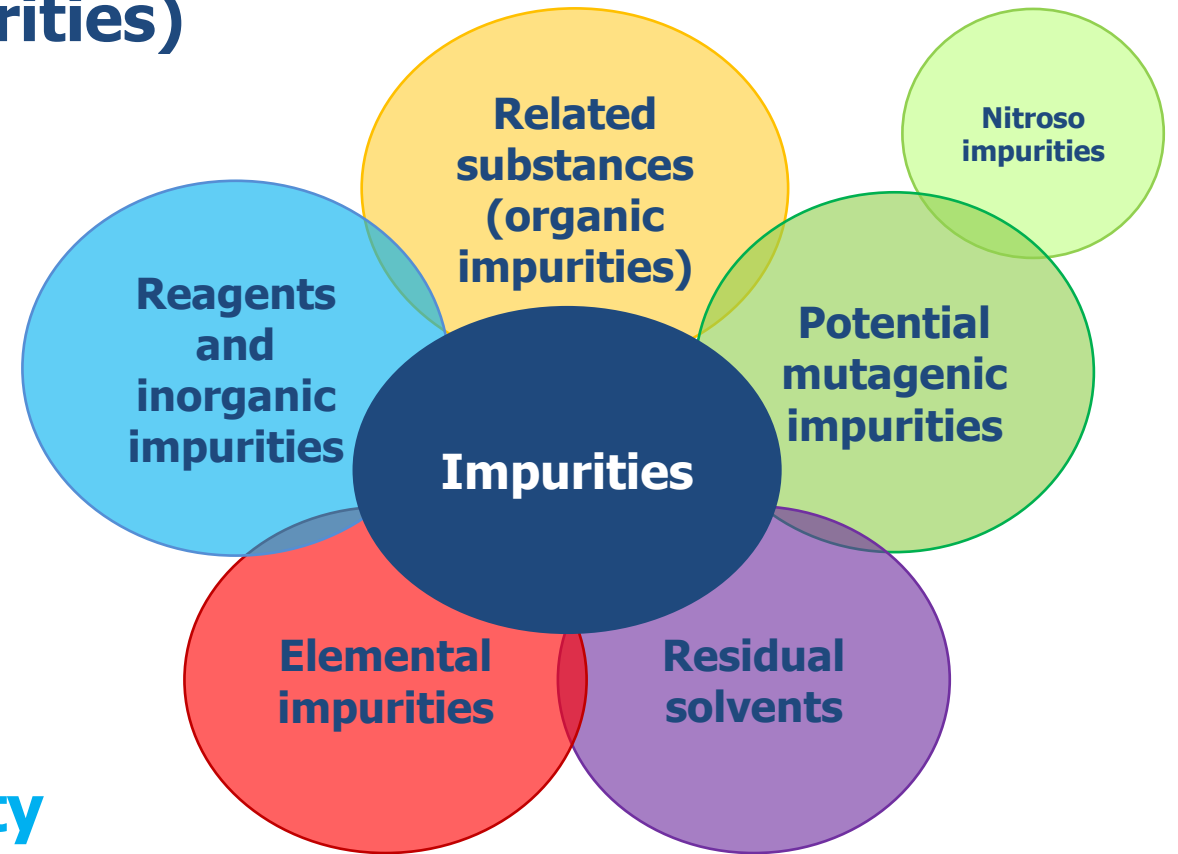 rities)
Related
substances
(organic
impurities)
Nitroso
impurities
Reagents
and
inorganic
impurities
Potential
mutagenic
impurities
Impurities
Elemental
impurities
Residual
solvents
ty